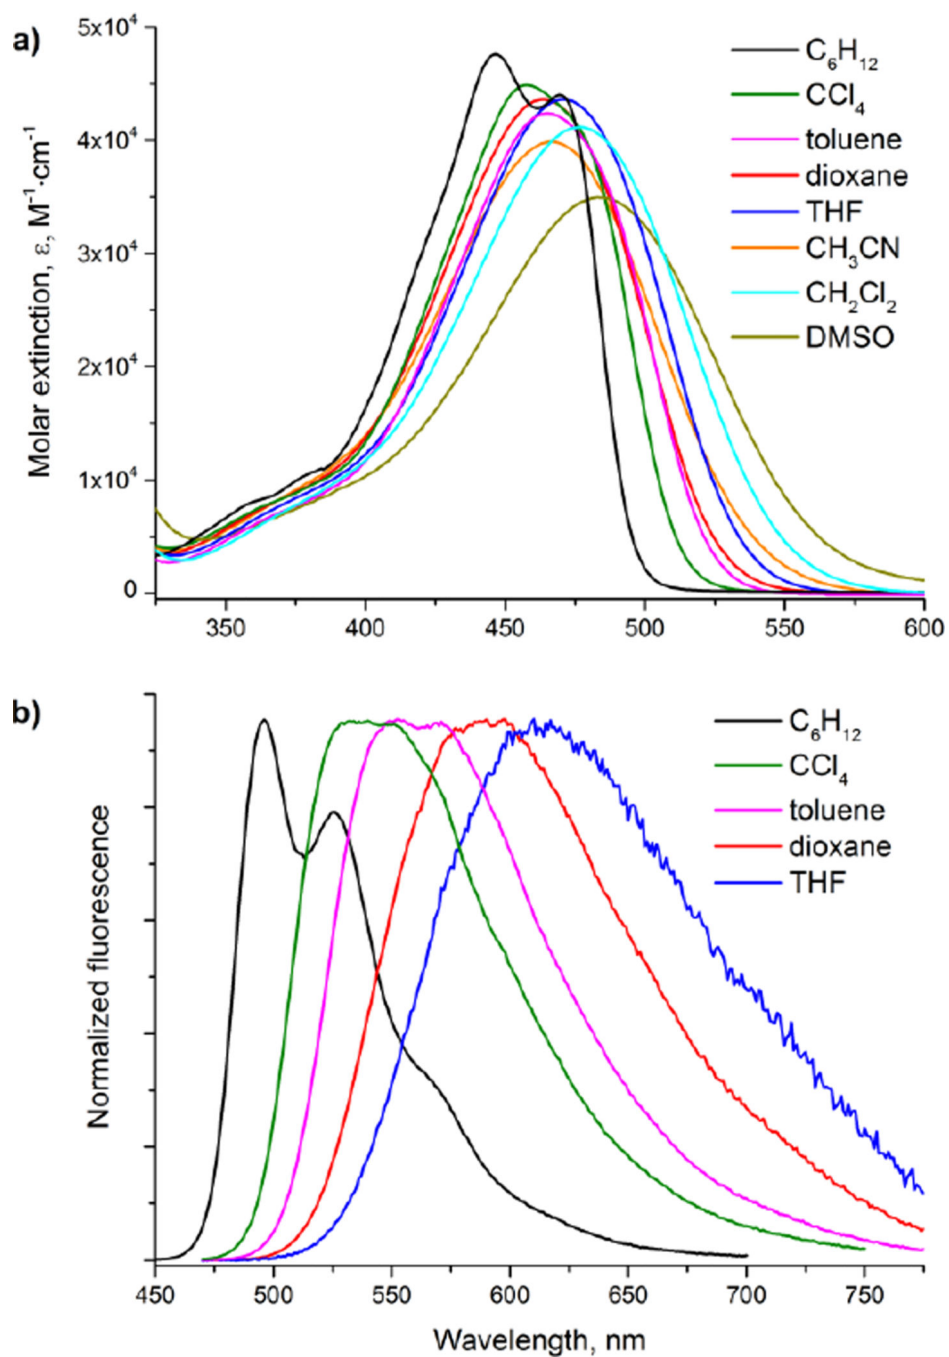 a)
Molar extinction, ε, M⁻¹·cm⁻¹
5x10⁴
4x10⁴
3x10⁴
2x10⁴
1x10⁴
0
C₆H₁₂
CCl₄
toluene
dioxane
THF
CH₃CN
CH₂Cl₂
DMSO
350 400 450 500 550 600
b)
Normalized fluorescence
C₆H₁₂
CCl₄
toluene
dioxane
THF
450 500 550 600 650 700 750
Wavelength, nm